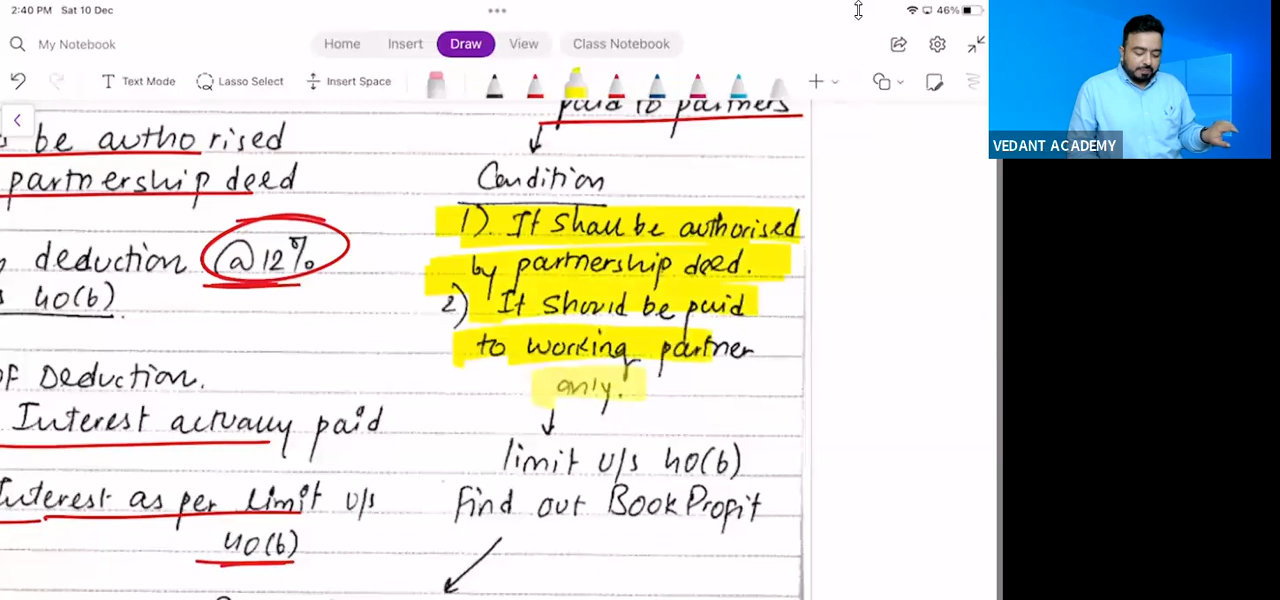 2:40 PM Sat 10 Dec
46%
My Notebook
Home Insert Draw View Class Notebook
Text Mode Lasso Select Insert Space
VEDANT ACADEMY
be authorised
partnership deed
deduction @12%
40(b)
OF Deduction.
Interest actually paid
Interest as per limit u/s
40(b)
paid to partners
Condition
1) It shall be authorised
by partnership deed.
2) It should be paid
to working partner
only.
limit u/s 40(b)
Find out Book Profit